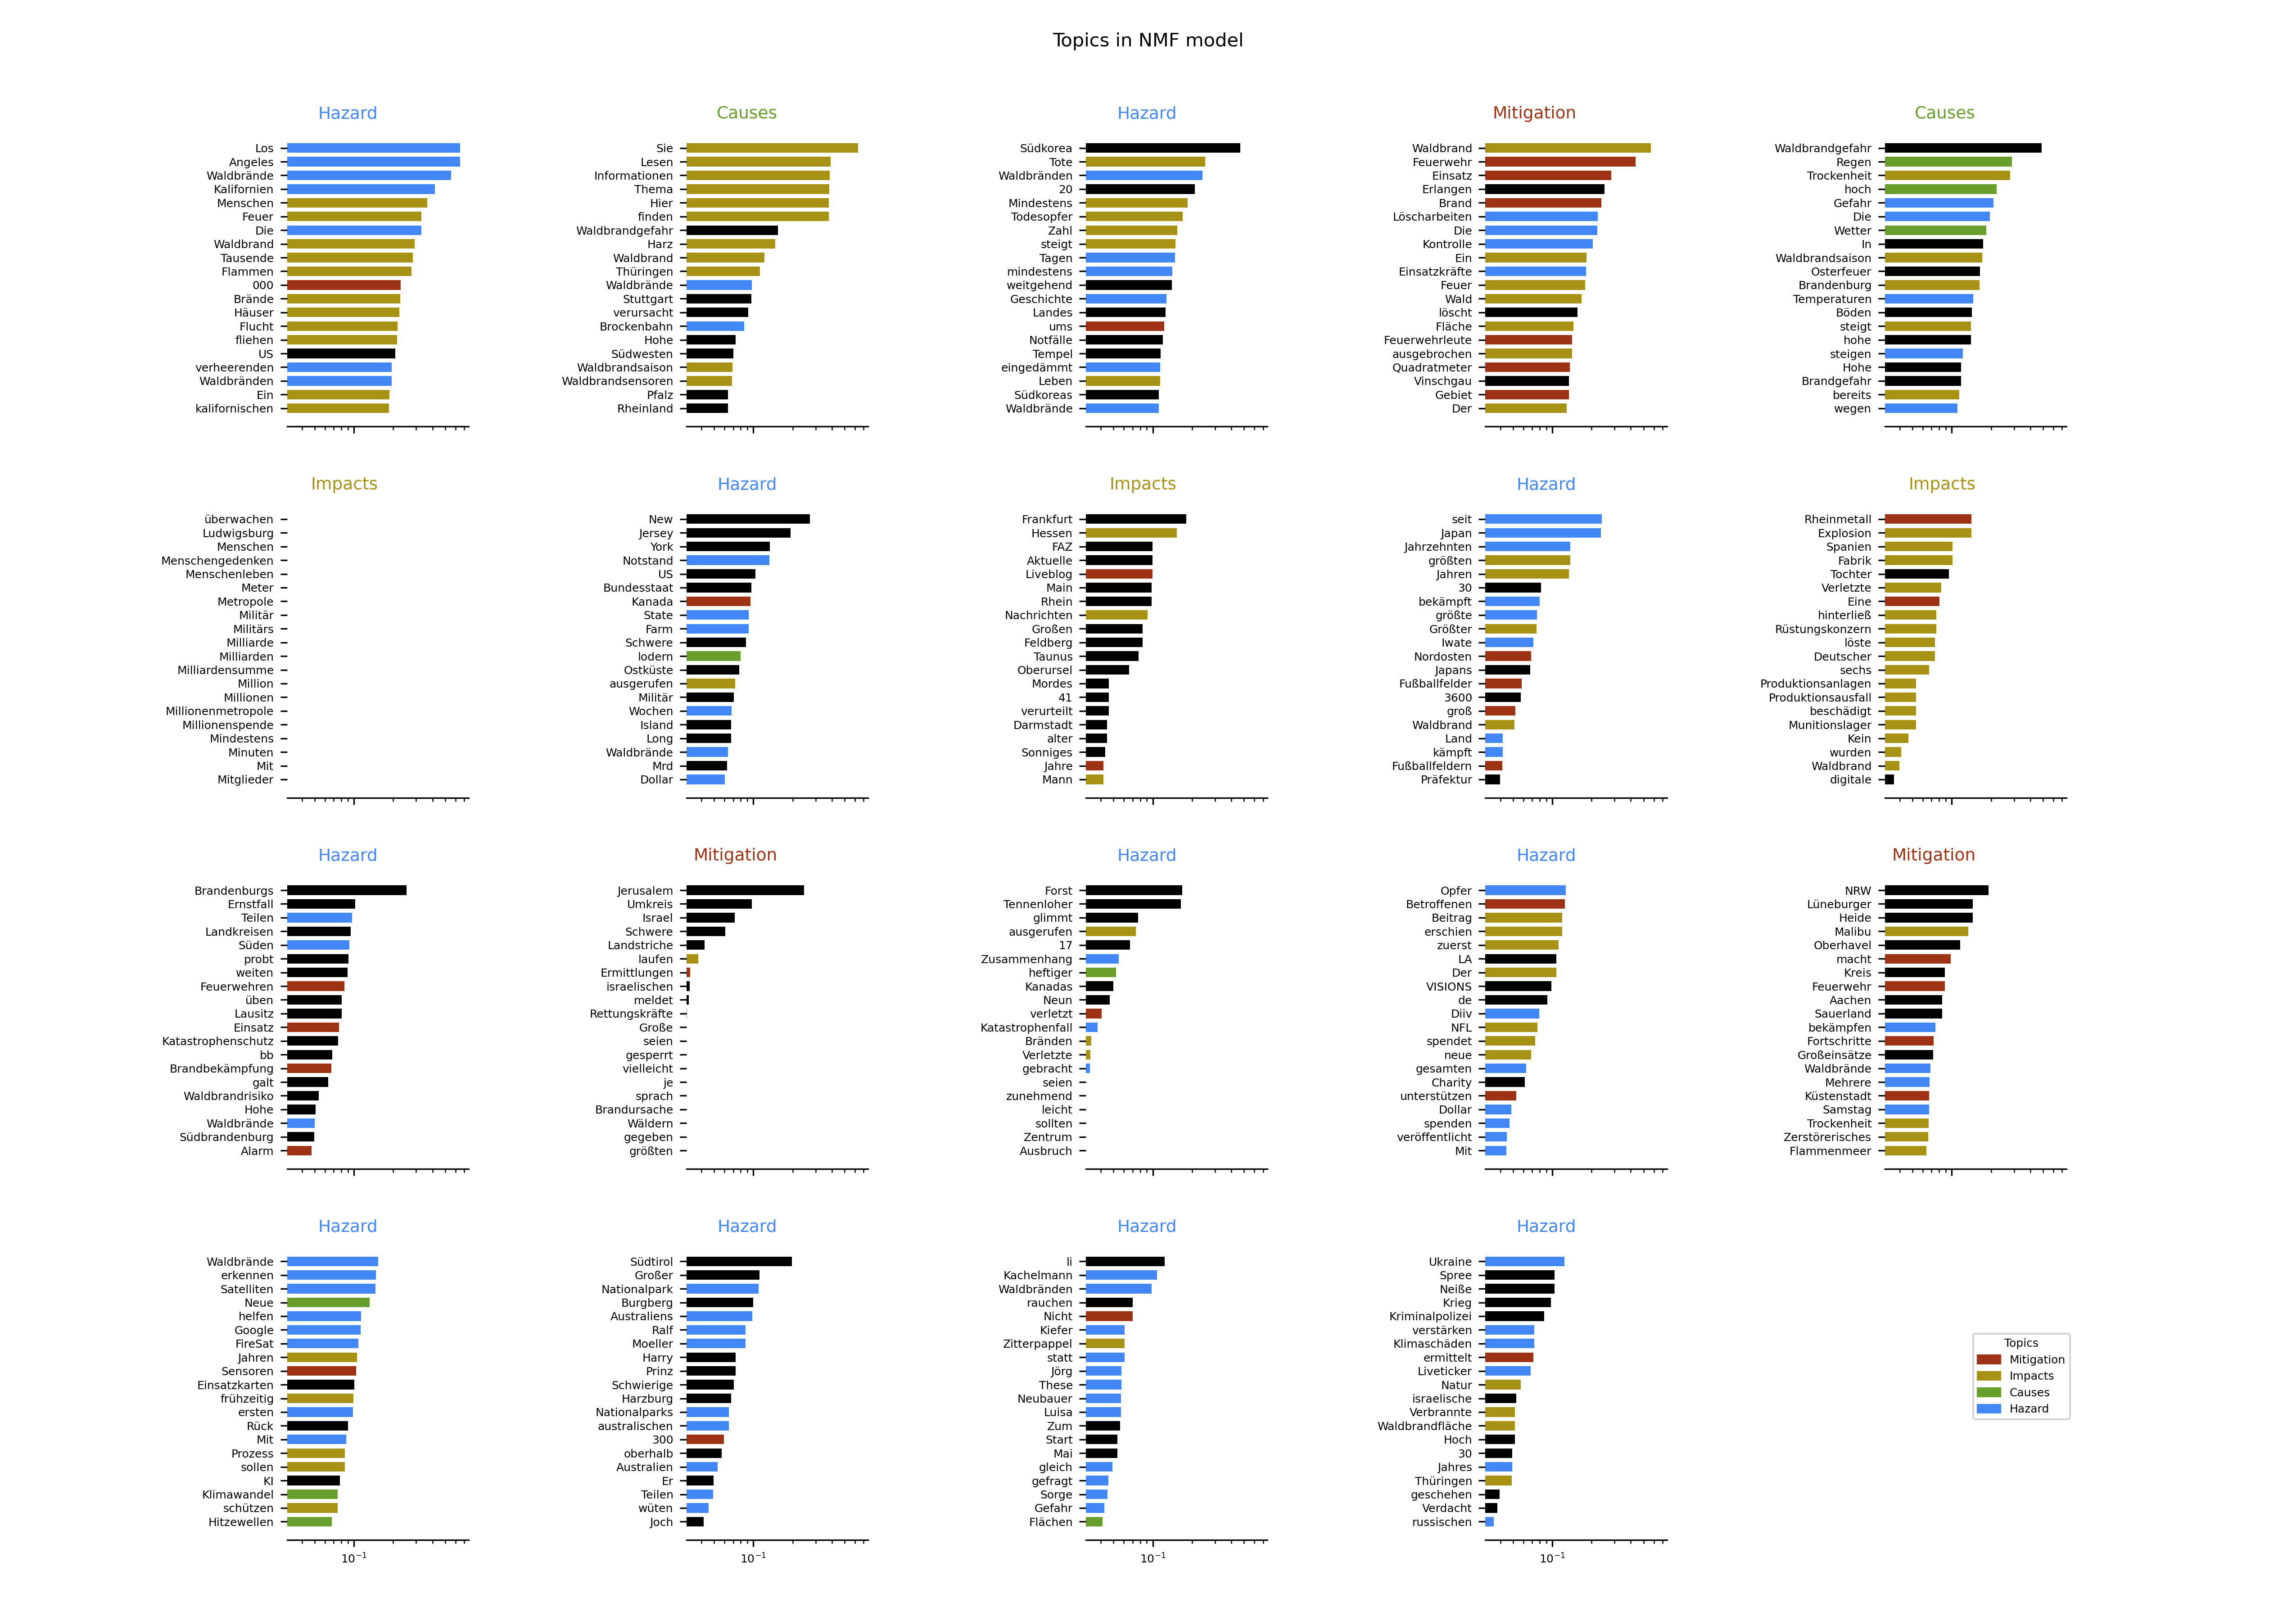 Topics in NMF model
Hazard
Los
Angeles
Waldbrände
Kalifornien
Menschen
Feuer
Die
Waldbrand
Tausende
Flammen
000
Brände
Häuser
Flucht
fliehen
US
verheerenden
Waldbränden
Ein
kalifornischen
Causes
Sie
Lesen
Informationen
Thema
Hier
finden
Waldbrandgefahr
Harz
Waldbrand
Thüringen
Waldbrände
Stuttgart
verursacht
Brockenbahn
Hohe
Südwesten
Waldbrandsaison
Waldbrandsensoren
Pfalz
Rheinland
Hazard
Südkorea
Tote
Waldbränden
20
Mindestens
Todesopfer
Zahl
steigt
Tagen
mindestens
weitgehend
Geschichte
Landes
ums
Notfälle
Tempel
eingedämmt
Leben
Südkoreas
Waldbrände
Mitigation
Waldbrand
Feuerwehr
Einsatz
Erlangen
Brand
Löscharbeiten
Die
Kontrolle
Ein
Einsatzkräfte
Feuer
Wald
löscht
Fläche
Feuerwehrleute
ausgebrochen
Quadratmeter
Vinschgau
Gebiet
Der
Causes
Waldbrandgefahr
Regen
Trockenheit
hoch
Gefahr
Die
Wetter
In
Waldbrandsaison
Osterfeuer
Brandenburg
Temperaturen
Böden
steigt
hohe
steigen
Hohe
Brandgefahr
bereits
wegen
Impacts
überwachen
Ludwigsburg
Menschen
Menschengedenken
Menschenleben
Meter
Metropole
Militär
Militärs
Milliarde
Milliarden
Milliardensumme
Million
Millionen
Millionenmetropole
Millionenspende
Mindestens
Minuten
Mit
Mitglieder
Hazard
New
Jersey
York
Notstand
US
Bundesstaat
Kanada
State
Farm
Schwere
lodern
Ostküste
ausgerufen
Militär
Wochen
Island
Long
Waldbrände
Mrd
Dollar
Impacts
Frankfurt
Hessen
FAZ
Aktuelle
Liveblog
Main
Rhein
Nachrichten
Großen
Feldberg
Taunus
Oberursel
Mordes
41
verurteilt
Darmstadt
alter
Sonniges
Jahre
Mann
Hazard
seit
Japan
Jahrzehnten
größten
Jahren
30
bekämpft
größte
Größter
Iwate
Nordosten
Japans
Fußballfelder
3600
groß
Waldbrand
Land
kämpft
Fußballfeldern
Präfektur
Impacts
Rheinmetall
Explosion
Spanien
Fabrik
Tochter
Verletzte
Eine
hinterließ
Rüstungskonzern
löste
Deutscher
sechs
Produktionsanlagen
Produktionsausfall
beschädigt
Munitionslager
Kein
wurden
Waldbrand
digitale
Hazard
Brandenburgs
Ernstfall
Teilen
Landkreisen
Süden
probt
weiten
Feuerwehren
üben
Lausitz
Einsatz
Katastrophenschutz
bb
Brandbekämpfung
galt
Waldbrandrisiko
Hohe
Waldbrände
Südbrandenburg
Alarm
Mitigation
Jerusalem
Umkreis
Israel
Schwere
Landstriche
laufen
Ermittlungen
israelischen
meldet
Rettungskräfte
Große
seien
gesperrt
vielleicht
je
sprach
Brandursache
Wäldern
gegeben
größten
Hazard
Forst
Tennenloher
glimmt
ausgerufen
17
Zusammenhang
heftiger
Kanadas
Neun
verletzt
Katastrophenfall
Bränden
Verletzte
gebracht
seien
zunehmend
leicht
sollten
Zentrum
Ausbruch
Hazard
Opfer
Betroffenen
Beitrag
erschien
zuerst
LA
Der
VISIONS
de
Diiv
NFL
spendet
neue
gesamten
Charity
unterstützen
Dollar
spenden
veröffentlicht
Mit
Mitigation
NRW
Lüneburger
Heide
Malibu
Oberhavel
macht
Kreis
Feuerwehr
Aachen
Sauerland
bekämpfen
Fortschritte
Großeinsätze
Waldbrände
Mehrere
Küstenstadt
Samstag
Trockenheit
Zerstörerisches
Flammenmeer
Hazard
Waldbrände
erkennen
Satelliten
Neue
helfen
Google
FireSat
Jahren
Sensoren
Einsatzkarten
frühzeitig
ersten
Rück
Mit
Prozess
sollen
KI
Klimawandel
schützen
Hitzewellen
10⁻¹
Hazard
Südtirol
Großer
Nationalpark
Burgberg
Australiens
Ralf
Moeller
Harry
Prinz
Schwierige
Harzburg
Nationalparks
australischen
300
oberhalb
Australien
Er
Teilen
wüten
Joch
10⁻¹
Hazard
li
Kachelmann
Waldbränden
rauchen
Nicht
Kiefer
Zitterpappel
statt
Jörg
These
Neubauer
Luisa
Zum
Start
Mai
gleich
gefragt
Sorge
Gefahr
Flächen
10⁻¹
Hazard
Ukraine
Spree
Neiße
Krieg
Kriminalpolizei
verstärken
Klimaschäden
ermittelt
Liveticker
Natur
israelische
Verbrannte
Waldbrandfläche
Hoch
30
Jahres
Thüringen
geschehen
Verdacht
russischen
10⁻¹
Topics
Mitigation
Impacts
Causes
Hazard